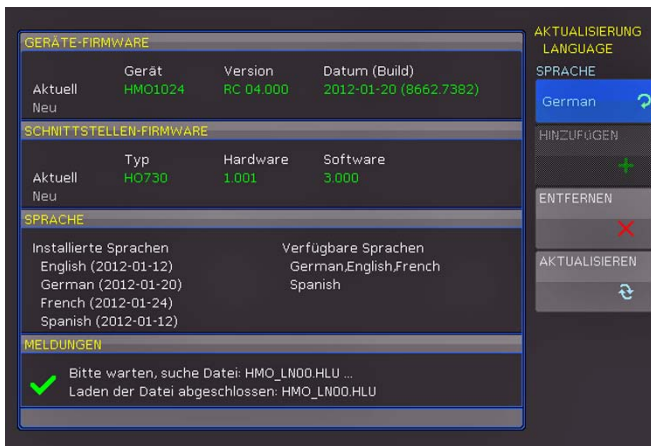 GERÄTE-FIRMWARE
Gerät Version Datum (Build)
Aktuell HMO1024 RC 04.000 2012-01-20 (8662.7382)
Neu
SCHNITTSTELLEN-FIRMWARE
Typ Hardware Software
Aktuell HO730 1.001 3.000
Neu
SPRACHE
Installierte Sprachen Verfügbare Sprachen
English (2012-01-12) German,English,French
German (2012-01-20) Spanish
French (2012-01-24)
Spanish (2012-01-12)
MELDUNGEN
Bitte warten, suche Datei: HMO_LN00.HLU ...
Laden der Datei abgeschlossen: HMO_LN00.HLU
AKTUALISIERUNG
LANGUAGE
SPRACHE
German
HINZUFüGEN
ENTFERNEN
AKTUALISIEREN